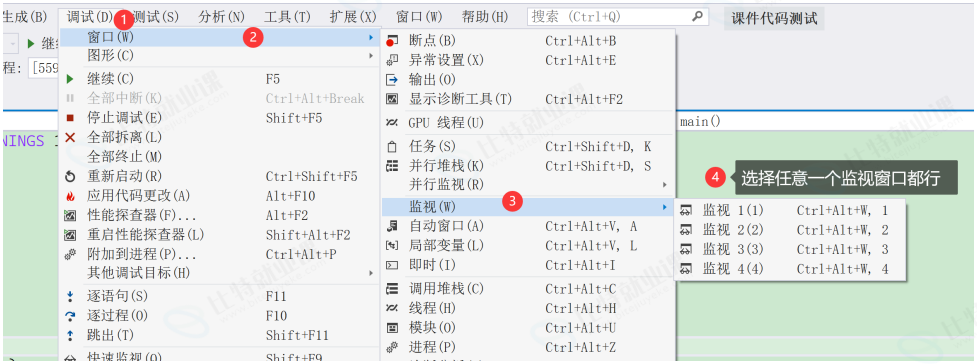 生成(B) 调试(D) 测试(S) 分析(N) 工具(T) 扩展(X) 窗口(W) 帮助(H) 搜索 (Ctrl+Q) 课件代码测试
1
继续
程: [559
NINGS 1
窗口(W)
2
图形(C)
继续(C) F5
全部中断(K) Ctrl+Alt+Break
停止调试(E) Shift+F5
全部拆离(L)
全部终止(M)
重新启动(R) Ctrl+Shift+F5
应用代码更改(A) Alt+F10
性能探查器(F)... Alt+F2
重启性能探查器(L) Shift+Alt+F2
附加到进程(P)... Ctrl+Alt+P
其他调试目标(H)
逐语句(S) F11
逐过程(O) F10
跳出(T) Shift+F11
快速监视(Q) Shift+F9
断点(B) Ctrl+Alt+B
异常设置(X) Ctrl+Alt+E
输出(O)
显示诊断工具(T) Ctrl+Alt+F2
GPU 线程(U)
任务(S) Ctrl+Shift+D, K
并行堆栈(K) Ctrl+Shift+D, S
并行监视(R)
监视(W)
3
自动窗口(A) Ctrl+Alt+V, A
局部变量(L) Ctrl+Alt+V, L
即时(I) Ctrl+Alt+I
调用堆栈(C) Ctrl+Alt+C
线程(H) Ctrl+Alt+H
模块(O) Ctrl+Alt+U
进程(P) Ctrl+Alt+Z
main()
4 选择任意一个监视窗口都行
监视 1(1) Ctrl+Alt+W, 1
监视 2(2) Ctrl+Alt+W, 2
监视 3(3) Ctrl+Alt+W, 3
监视 4(4) Ctrl+Alt+W, 4
比特就业课